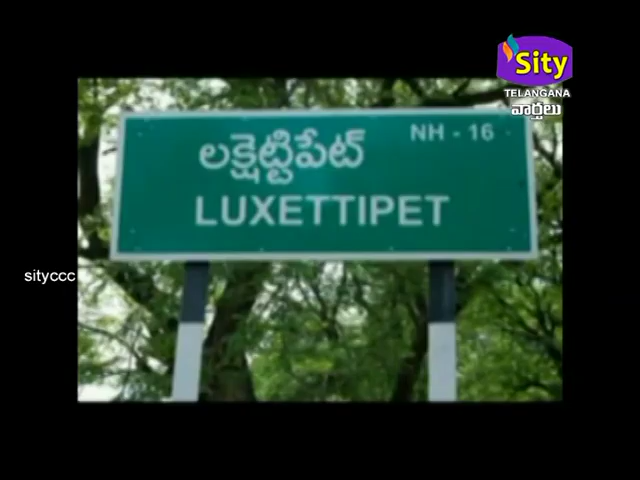 Sity
TELANGANA
వార్తలు
NH - 16
లక్షెట్టిపేట్
LUXETTIPET
sityccc